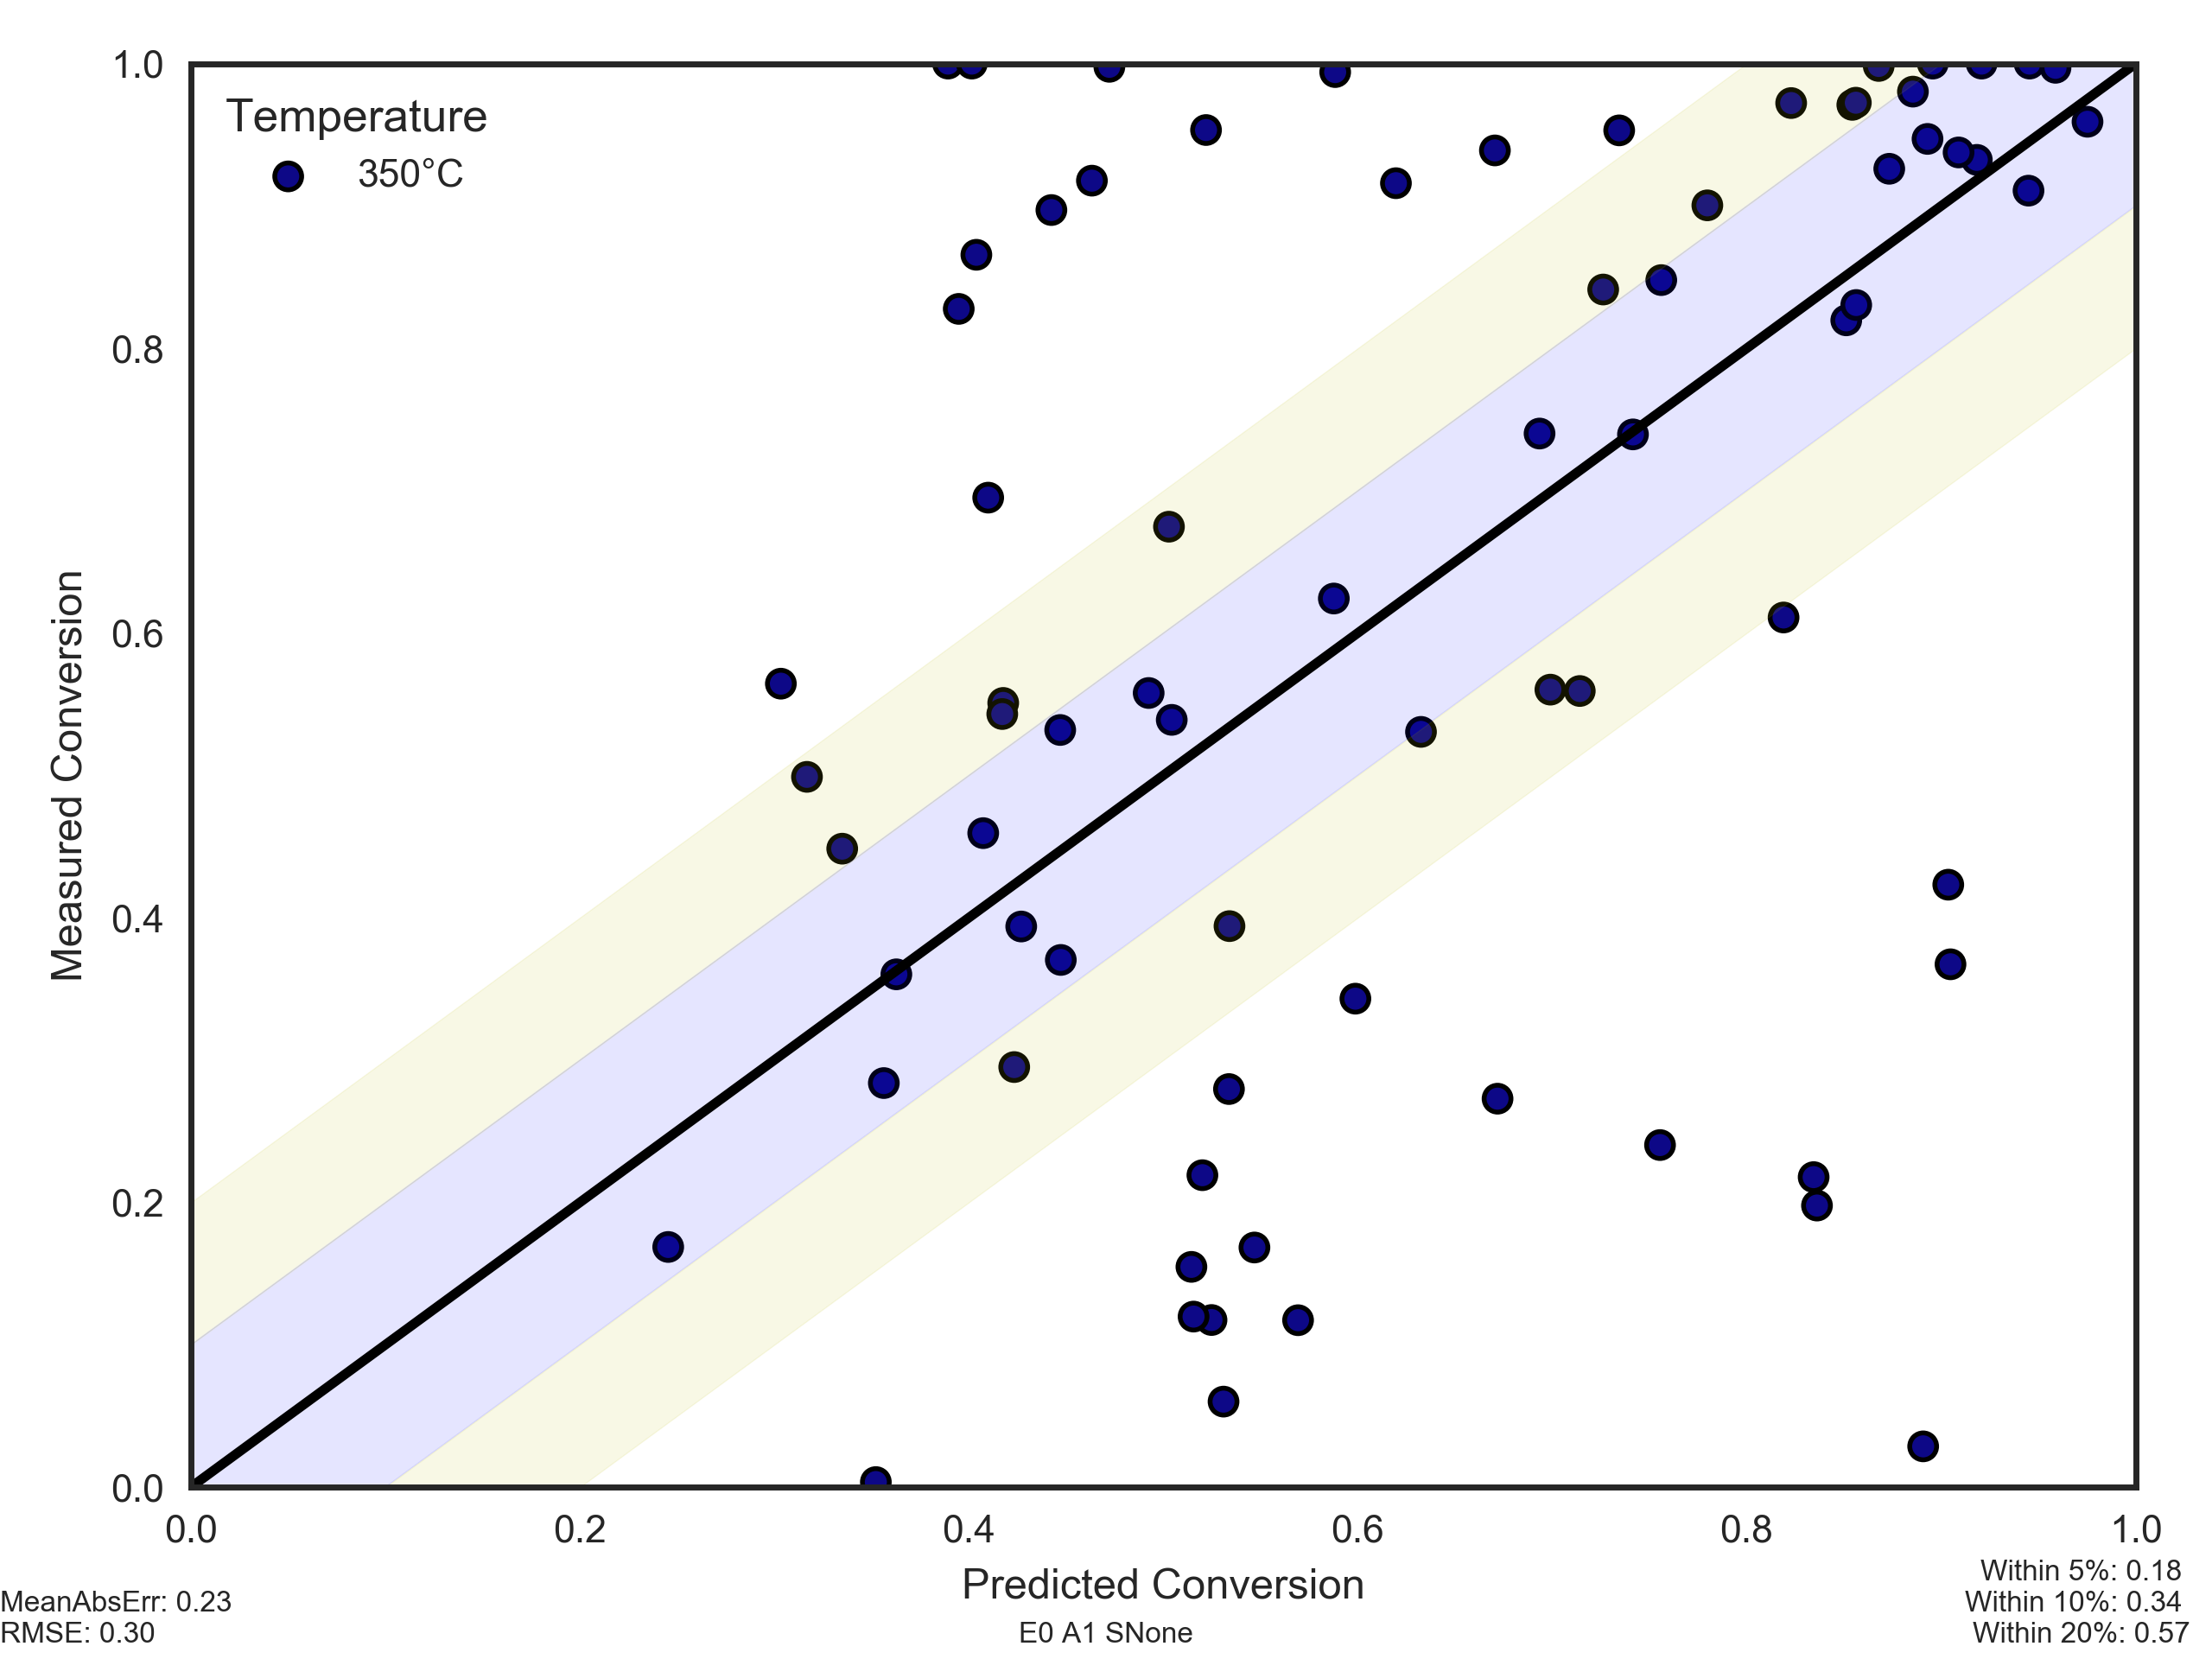 1.0
Temperature
350°C
0.8
0.6
0.4
0.2
0.0
Measured Conversion
0.0 0.2 0.4 0.6 0.8 1.0
Predicted Conversion
E0 A1 SNone
MeanAbsErr: 0.23
RMSE: 0.30
Within 5%: 0.18
Within 10%: 0.34
Within 20%: 0.57